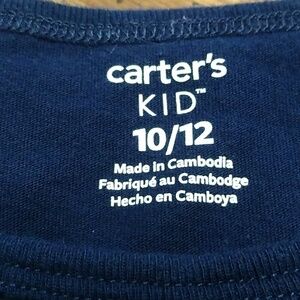 carter's
KID™
10/12
Made in Cambodia
Fabriqué au Cambodge
Hecho en Camboya